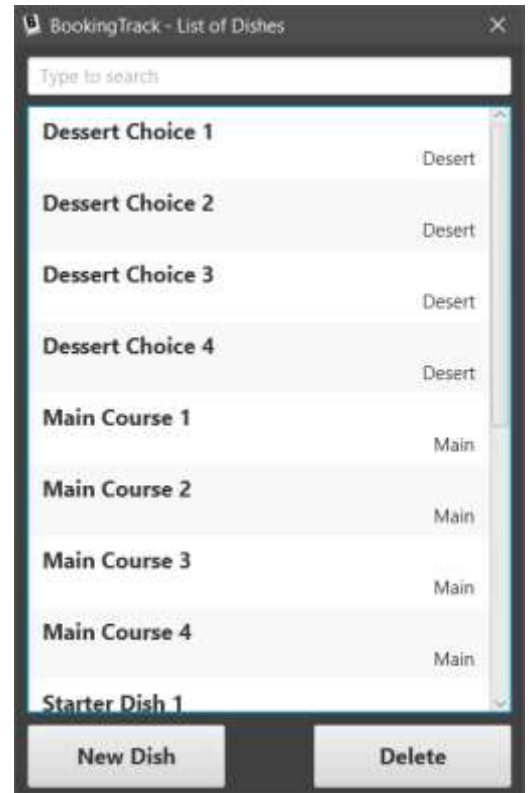 BookingTrack - List of Dishes
Type to search
Dessert Choice 1
Desert
Dessert Choice 2
Desert
Dessert Choice 3
Desert
Dessert Choice 4
Desert
Main Course 1
Main
Main Course 2
Main
Main Course 3
Main
Main Course 4
Main
Starter Dish 1
New Dish
Delete